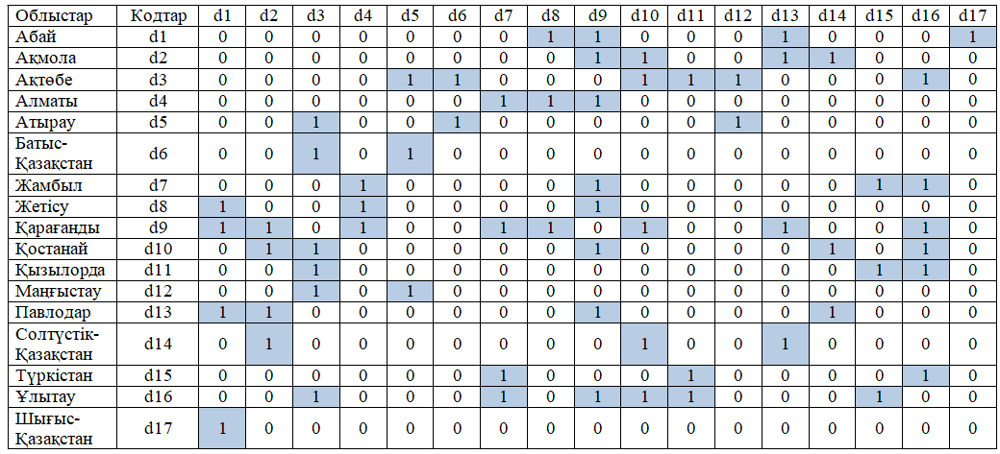 Облыстар Кодтар d1 d2 d3 d4 d5 d6 d7 d8 d9 d10 d11 d12 d13 d14 d15 d16 d17
Абай d1 0 0 0 0 0 0 0 1 1 0 0 0 1 0 0 0 1
Ақмола d2 0 0 0 0 0 0 0 0 1 1 0 0 1 1 0 0 0
Ақтөбе d3 0 0 0 0 1 1 0 0 0 1 1 1 0 0 0 1 0
Алматы d4 0 0 0 0 0 0 1 1 1 0 0 0 0 0 0 0 0
Атырау d5 0 0 1 0 0 1 0 0 0 0 0 1 0 0 0 0 0
Батыс-
Қазақстан d6 0 0 1 0 1 0 0 0 0 0 0 0 0 0 0 0 0
Жамбыл d7 0 0 0 1 0 0 0 0 1 0 0 0 0 0 1 1 0
Жетісу d8 1 0 0 1 0 0 0 0 1 0 0 0 0 0 0 0 0
Қарағанды d9 1 1 0 1 0 0 1 1 0 1 0 0 1 0 0 1 0
Қостанай d10 0 1 1 0 0 0 0 0 1 0 0 0 0 1 0 1 0
Қызылорда d11 0 0 1 0 0 0 0 0 0 0 0 0 0 0 1 1 0
Маңғыстау d12 0 0 1 0 1 0 0 0 0 0 0 0 0 0 0 0 0
Павлодар d13 1 1 0 0 0 0 0 0 1 0 0 0 0 1 0 0 0
Солтүстік-
Қазақстан d14 0 1 0 0 0 0 0 0 0 1 0 0 1 0 0 0 0
Түркістан d15 0 0 0 0 0 0 1 0 0 0 1 0 0 0 0 1 0
Ұлытау d16 0 0 1 0 0 0 1 0 1 1 1 0 0 0 1 0 0
Шығыс-
Қазақстан d17 1 0 0 0 0 0 0 0 0 0 0 0 0 0 0 0 0